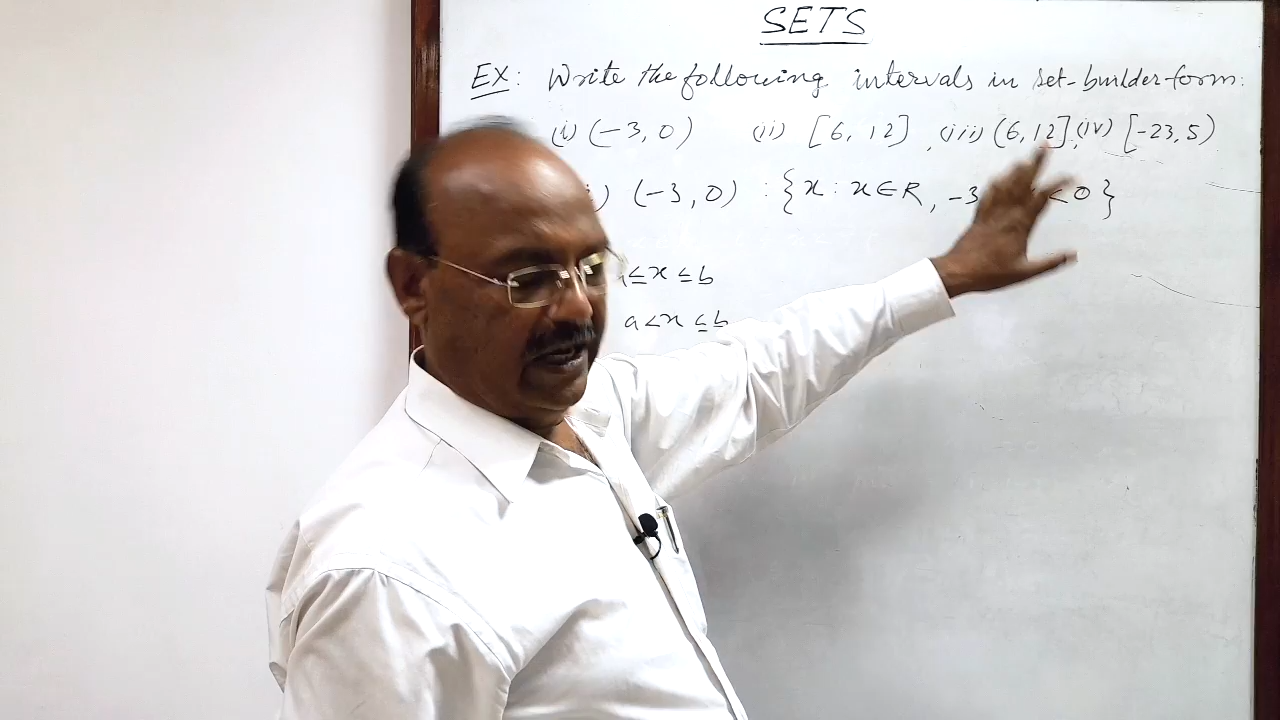 SETS
EX: Write the following intervals in set-builder form:
(i) (-3, 0) (ii) [6, 12], (iii) (6, 12], (iv) [-23, 5)
) (-3, 0) : {x : x ∈ R, -3 < 0}
≤ x ≤ b
a < x ≤ b